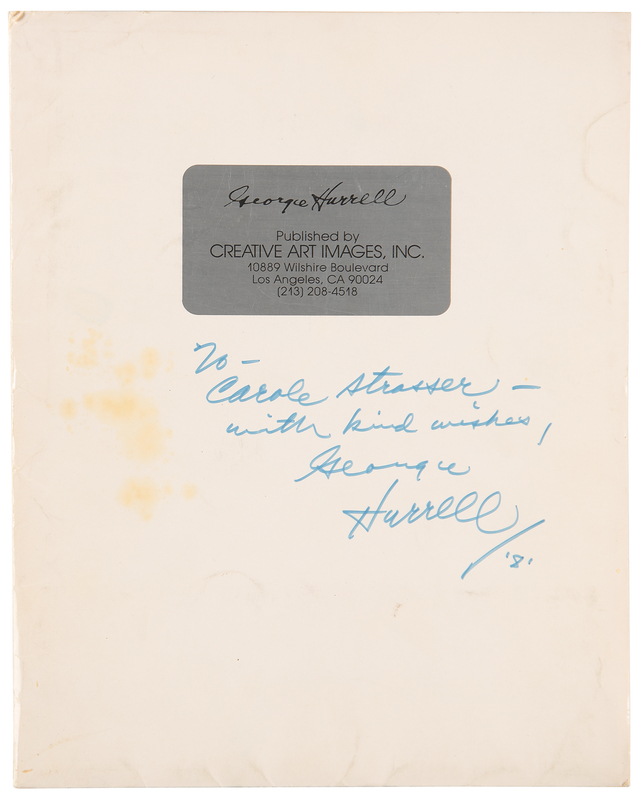 George Hurrell
Published by
CREATIVE ART IMAGES, INC.
10889 Wilshire Boulevard
Los Angeles, CA 90024
(213) 208-4518
To –
Carole Strasser –
with kind wishes,
George
Hurrell
/'81